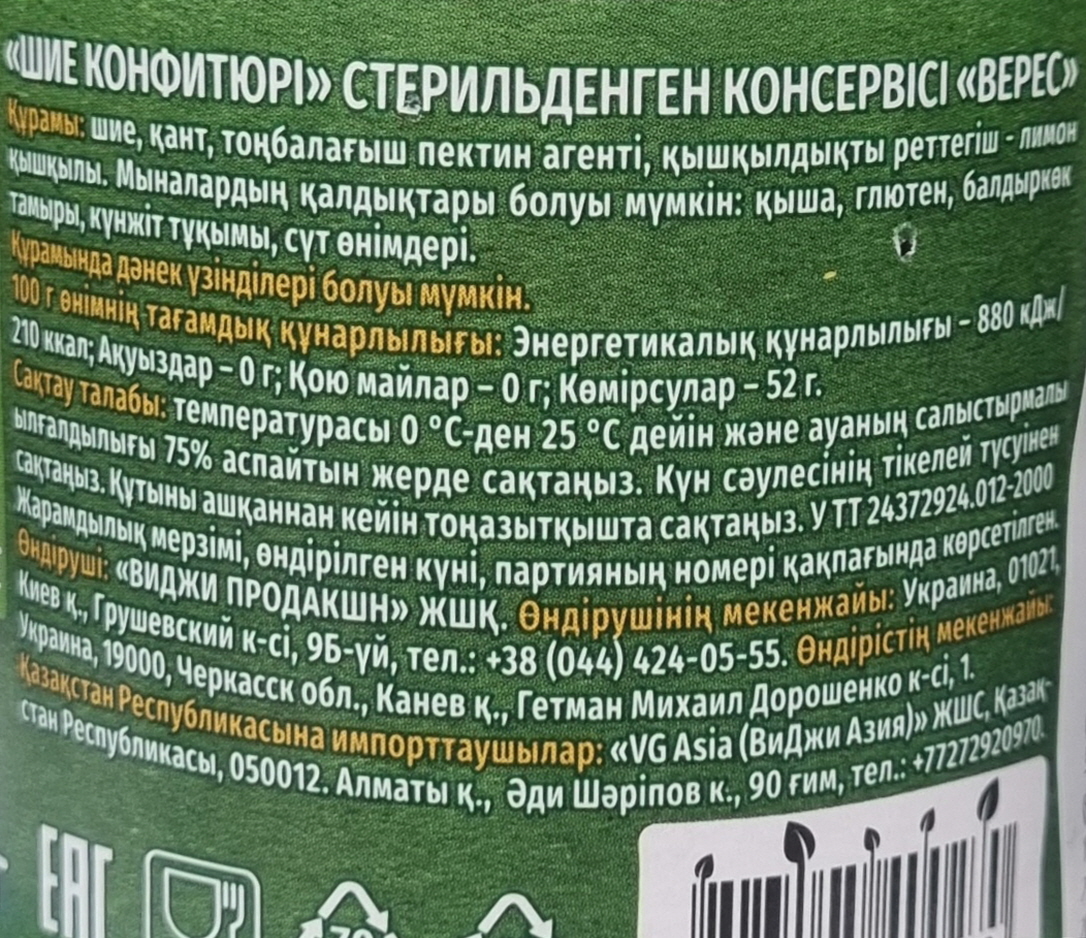 «ШИЕ КОНФИТЮРІ» СТЕРИЛЬДЕНГЕН КОНСЕРВІСІ «ВЕРЕС»
Құрамы: шие, қант, тоңбалағыш пектин агенті, қышқылдықты реттегіш - лимон
қышқылы. Мыналардың қалдықтары болуы мүмкін: қыша, глютен, балдыркөк
тамыры, күнжіт тұқымы, сүт өнімдері.
Құрамында дәнек үзінділері болуы мүмкін.
100 г өнімнің тағамдық құнарлылығы: Энергетикалық құнарлылығы – 880 кДж/
210 ккал; Ақуыздар – 0 г; Қою майлар – 0 г; Көмірсулар – 52 г.
Сақтау талабы: температурасы 0 °С-ден 25 °С дейін және ауаның салыстырмалы
ылғалдылығы 75% аспайтын жерде сақтаңыз. Күн сәулесінің тікелей түсуінен
сақтаңыз. Құтыны ашқаннан кейін тоңазытқышта сақтаңыз. У ТТ 24372924.012-2000
Жарамдылық мерзімі, өндірілген күні, партияның номері қақпағында көрсетілген.
Өндіруші: «ВИДЖИ ПРОДАКШН» ЖШҚ. Өндірушінің мекенжайы: Украина, 01021,
Киев қ., Грушевский к-сі, 9Б-үй, тел.: +38 (044) 424-05-55. Өндірістің мекенжайы:
Украина, 19000, Черкасск обл., Канев қ., Гетман Михаил Дорошенко к-сі, 1.
Қазақстан Республикасына импорттаушылар: «VG Asia (ВиДжи Азия)» ЖШС, Қазақ-
стан Республикасы, 050012. Алматы қ., Әди Шәріпов к., 90 ғим, тел.: +77272920970.
EAC